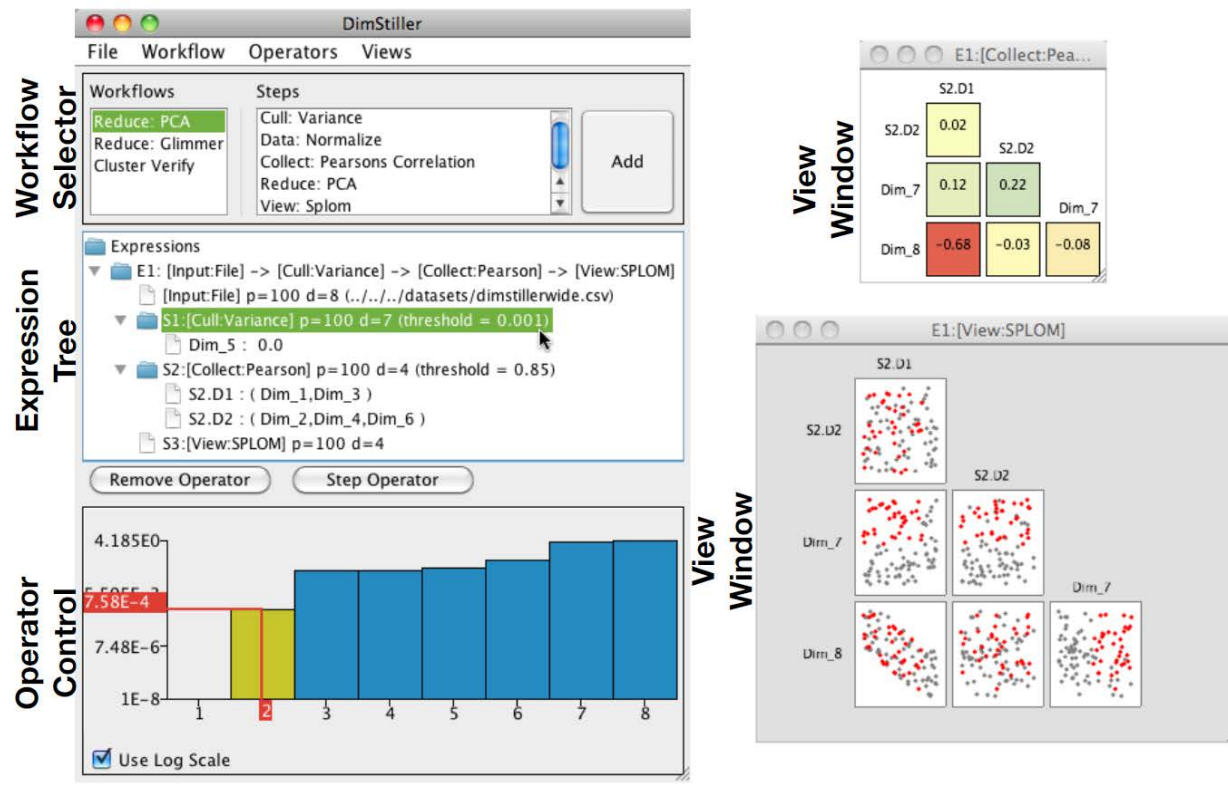 DimStiller
File Workflow Operators Views
Workflow Selector
Workflows
Reduce: PCA
Reduce: Glimmer
Cluster Verify
Steps
Cull: Variance
Data: Normalize
Collect: Pearsons Correlation
Reduce: PCA
View: Splom
Add
Expression Tree
Expressions
E1: [Input:File] -> [Cull:Variance] -> [Collect:Pearson] -> [View:SPLOM]
[Input:File] p=100 d=8 (../../../datasets/dimstillerwide.csv)
S1:[Cull:Variance] p=100 d=7 (threshold = 0.001)
Dim_5 : 0.0
S2:[Collect:Pearson] p=100 d=4 (threshold = 0.85)
S2.D1 : ( Dim_1,Dim_3 )
S2.D2 : ( Dim_2,Dim_4,Dim_6 )
S3:[View:SPLOM] p=100 d=4
Remove Operator Step Operator
Operator Control
4.185E0
7.58E-4
7.48E-6
1E-8
1 2 3 4 5 6 7 8
Use Log Scale
View Window
E1:[Collect:Pea...
S2.D1
S2.D2 0.02
S2.D2
Dim_7 0.12 0.22
Dim_7
Dim_8 -0.68 -0.03 -0.08
View Window
E1:[View:SPLOM]
S2.D1
S2.D2
S2.D2
Dim_7
Dim_7
Dim_8